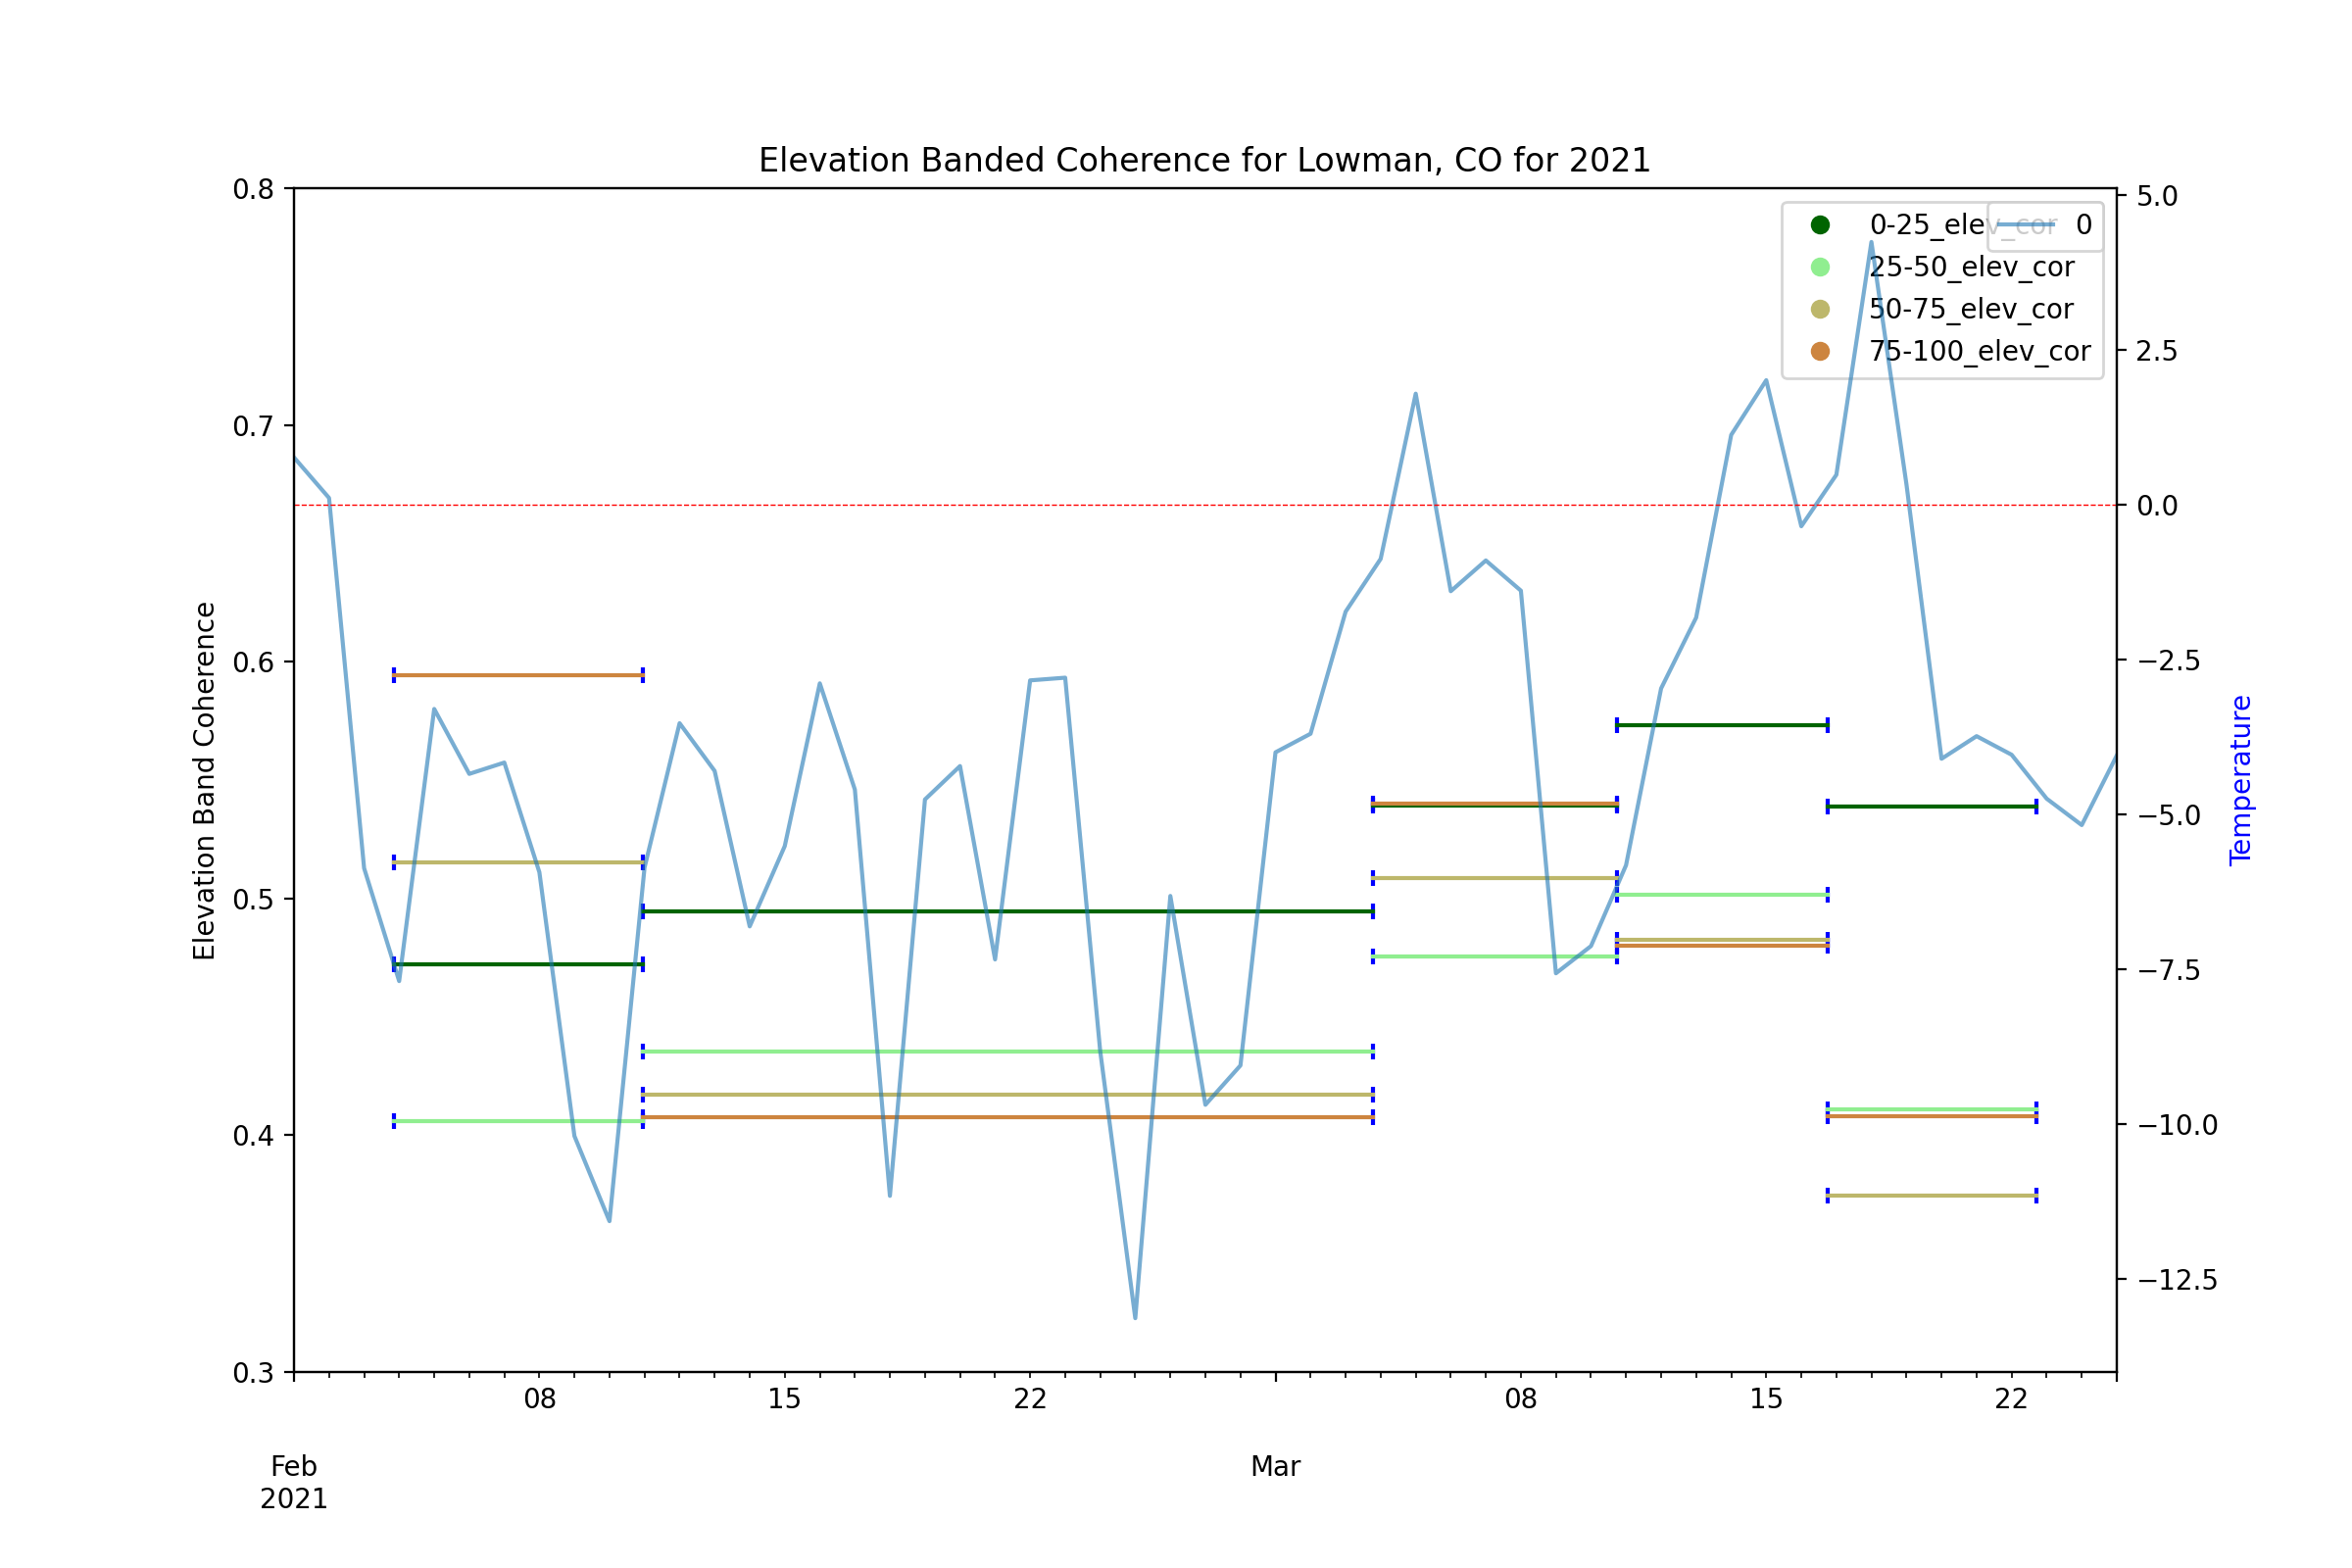 Elevation Banded Coherence for Lowman, CO for 2021
0.8
0.7
0.6
0.5
0.4
0.3
Elevation Band Coherence
0-25_elev_cor
25-50_elev_cor
50-75_elev_cor
75-100_elev_cor
0
5.0
2.5
0.0
−2.5
−5.0
−7.5
−10.0
−12.5
Temperature
08 15 22 08 15 22
Feb Mar
2021